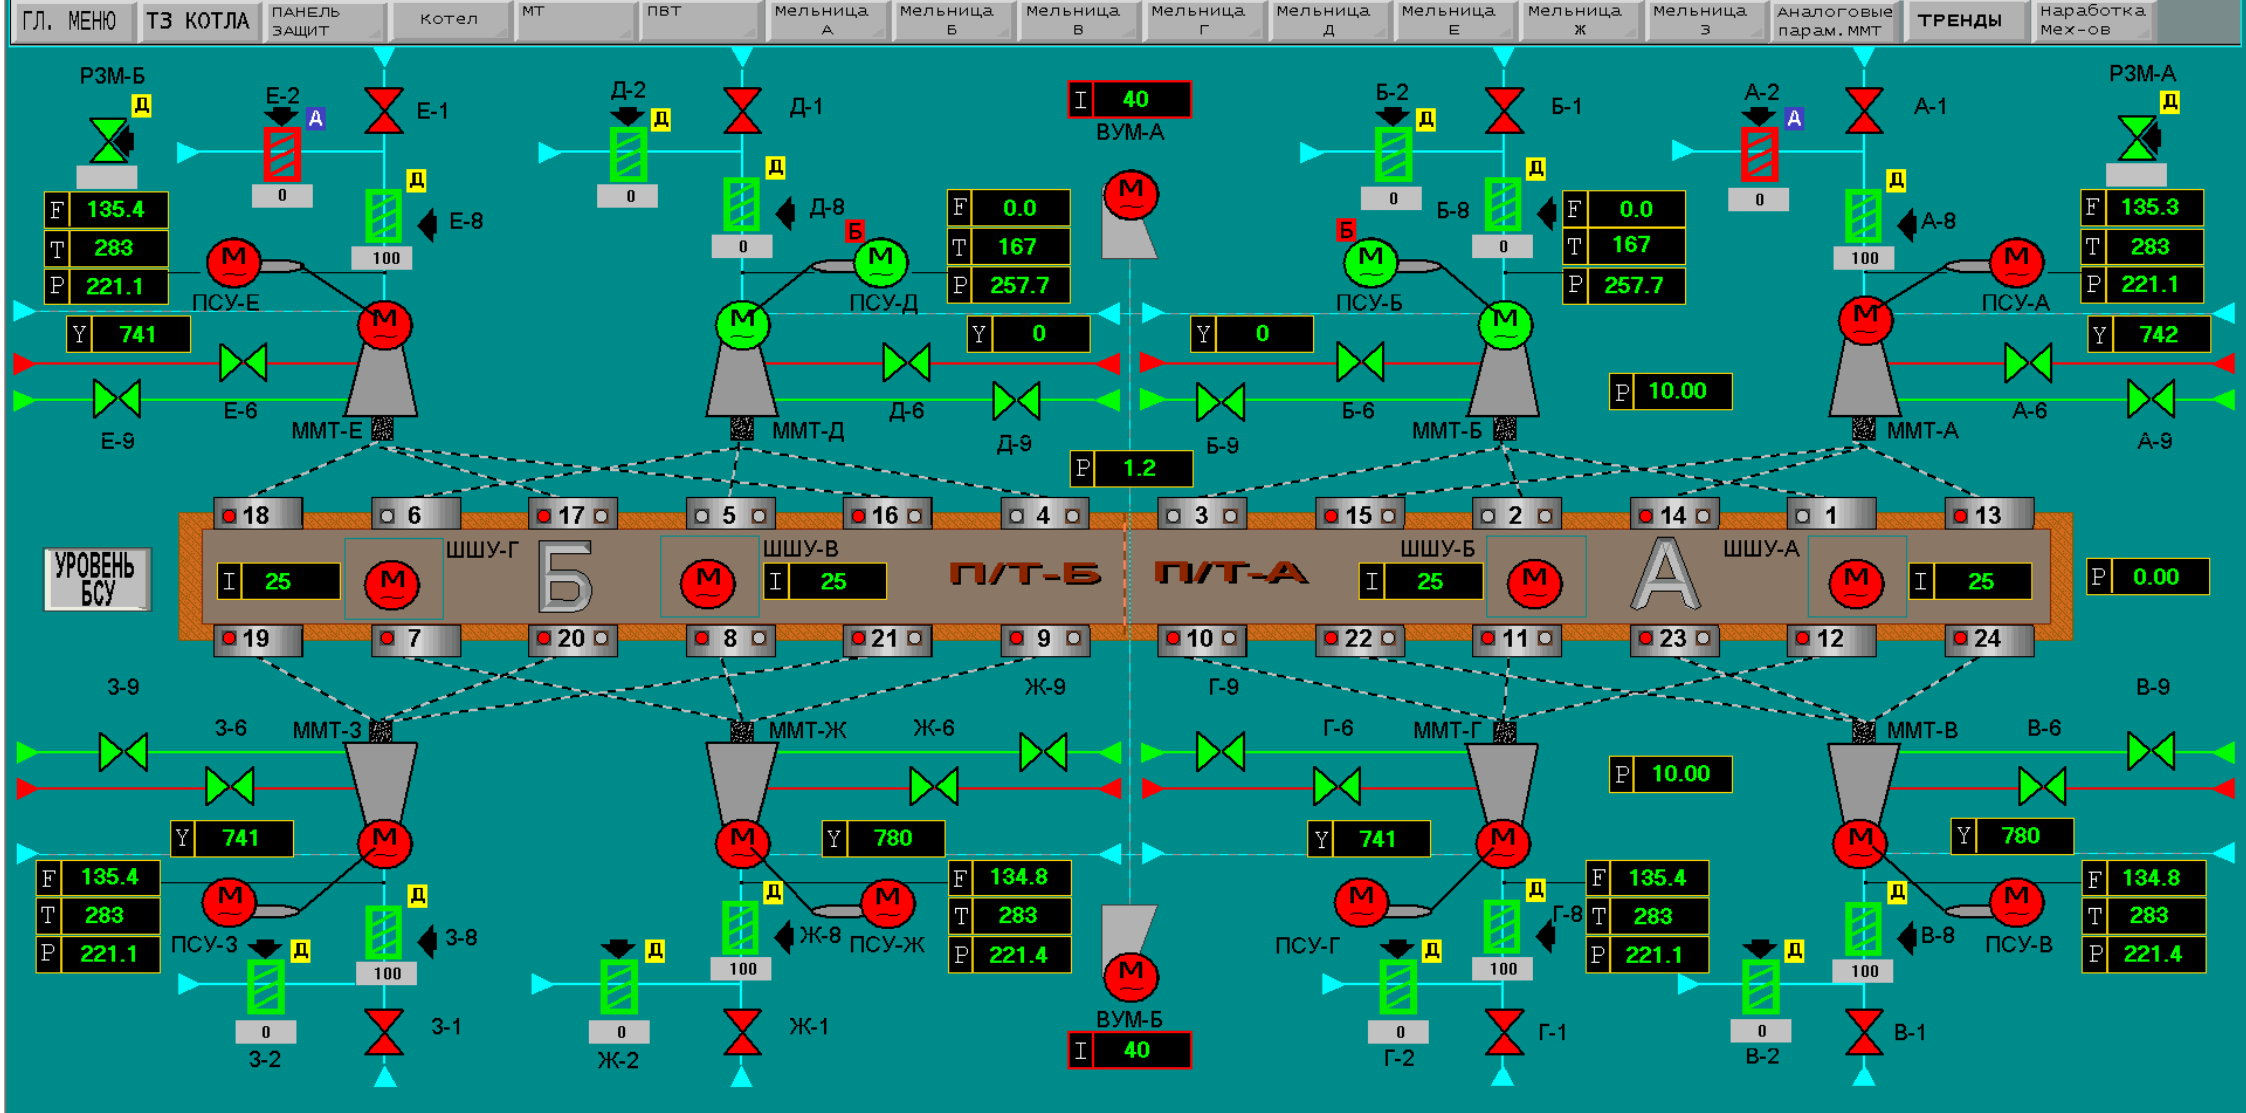 ГЛ. МЕНЮ
ТЗ КОТЛА
ПАНЕЛЬ
ЗАЩИТ
Котел
МТ
ПВТ
Мельница
А
Мельница
Б
Мельница
В
Мельница
Г
Мельница
Д
Мельница
Е
Мельница
Ж
Мельница
З
Аналоговые
парам.ММТ
ТРЕНДЫ
Наработка
Мех-ов
РЗМ-Б
Д
Е-2
А
0
Е-1
Д
Е-8
100
F 135.4
T 283
P 221.1
М
ПСУ-Е
Y 741
М
Е-6
Е-9
ММТ-Е
Д-2
Д
0
Д-1
Д
Д-8
0
Б
М
ПСУ-Д
F 0.0
T 167
P 257.7
М
Y 0
Д-6
Д-9
ММТ-Д
I 40
ВУМ-А
М
Б-2
Д
0
Б-1
Д
Б-8
0
Б
М
ПСУ-Б
F 0.0
T 167
P 257.7
Y 0
М
Б-6
Б-9
ММТ-Б
P 10.00
А-2
А
0
А-1
Д
А-8
100
РЗМ-А
Д
F 135.3
T 283
P 221.1
М
ПСУ-А
Y 742
М
А-6
А-9
ММТ-А
P 1.2
18
6
17
5
16
4
3
15
2
14
1
13
УРОВЕНЬ
БСУ
I 25
ШШУ-Г
М
Б
ШШУ-В
М
I 25
П/Т-Б
П/Т-А
ШШУ-Б
I 25
М
А
ШШУ-А
М
I 25
P 0.00
19
7
20
8
21
9
10
22
11
23
12
24
З-9
З-6
ММТ-З
Y 741
М
F 135.4
T 283
P 221.1
М
ПСУ-З
Д
З-8
100
Д
0
З-2
З-1
Ж-9
ММТ-Ж
Ж-6
Y 780
М
Д
Ж-8
100
М
ПСУ-Ж
F 134.8
T 283
P 221.4
Д
0
Ж-2
Ж-1
М
ВУМ-Б
I 40
Г-9
Г-6
ММТ-Г
Y 741
М
М
ПСУ-Г
Д
Г-8
100
F 135.4
T 283
P 221.1
Д
0
Г-2
Г-1
P 10.00
В-9
ММТ-В
В-6
Y 780
М
Д
В-8
100
М
ПСУ-В
F 134.8
T 283
P 221.4
Д
0
В-2
В-1